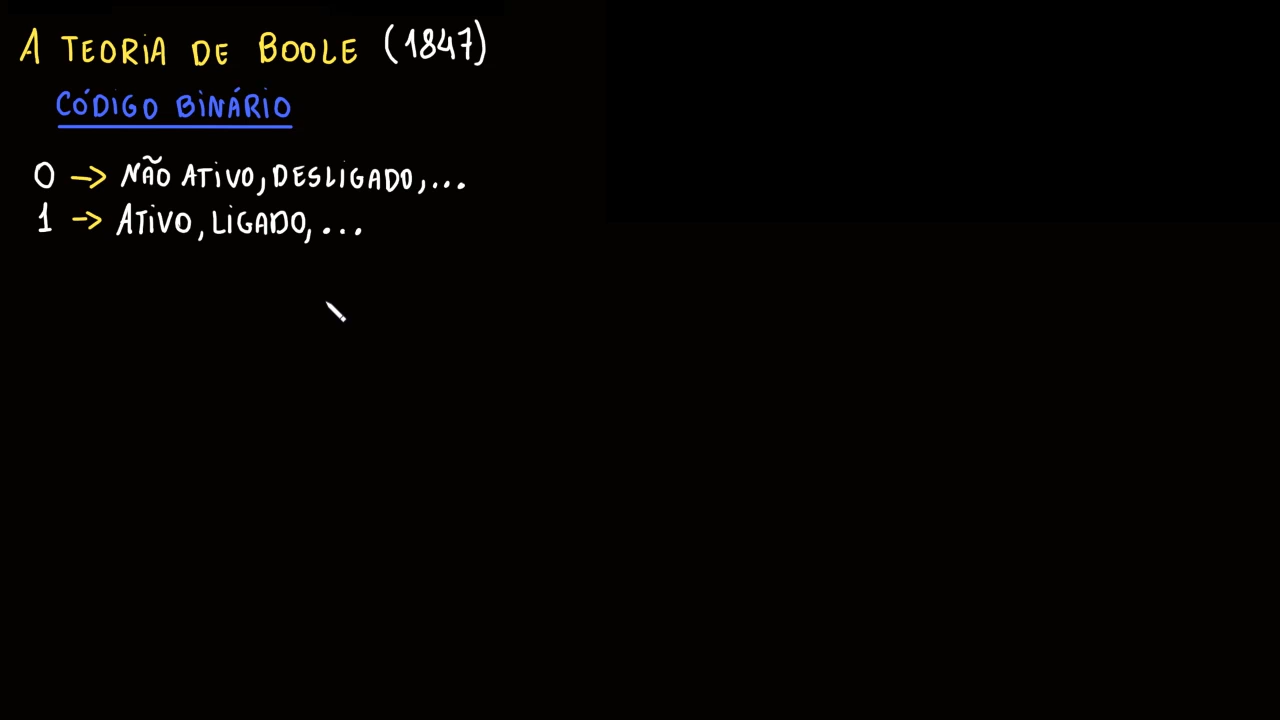 A TEORIA DE BOOLE (1847)
CÓDIGO BINÁRIO
0 → NÃO ATIVO, DESLIGADO, ...
1 → ATIVO, LIGADO, ...